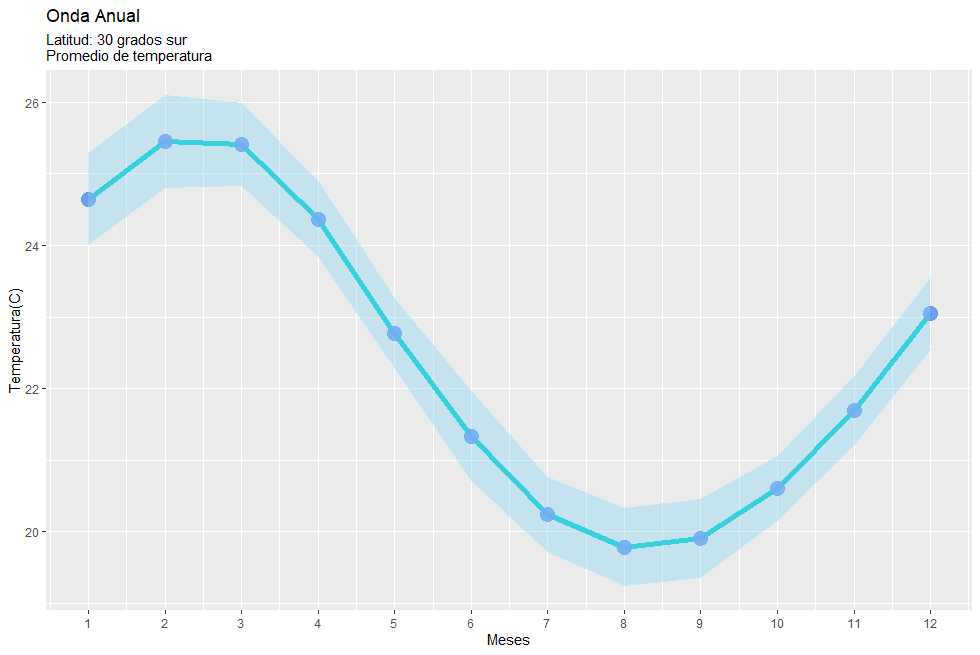 Onda Anual
Latitud: 30 grados sur
Promedio de temperatura
26
24
22
20
Temperatura(C)
1 2 3 4 5 6 7 8 9 10 11 12
Meses